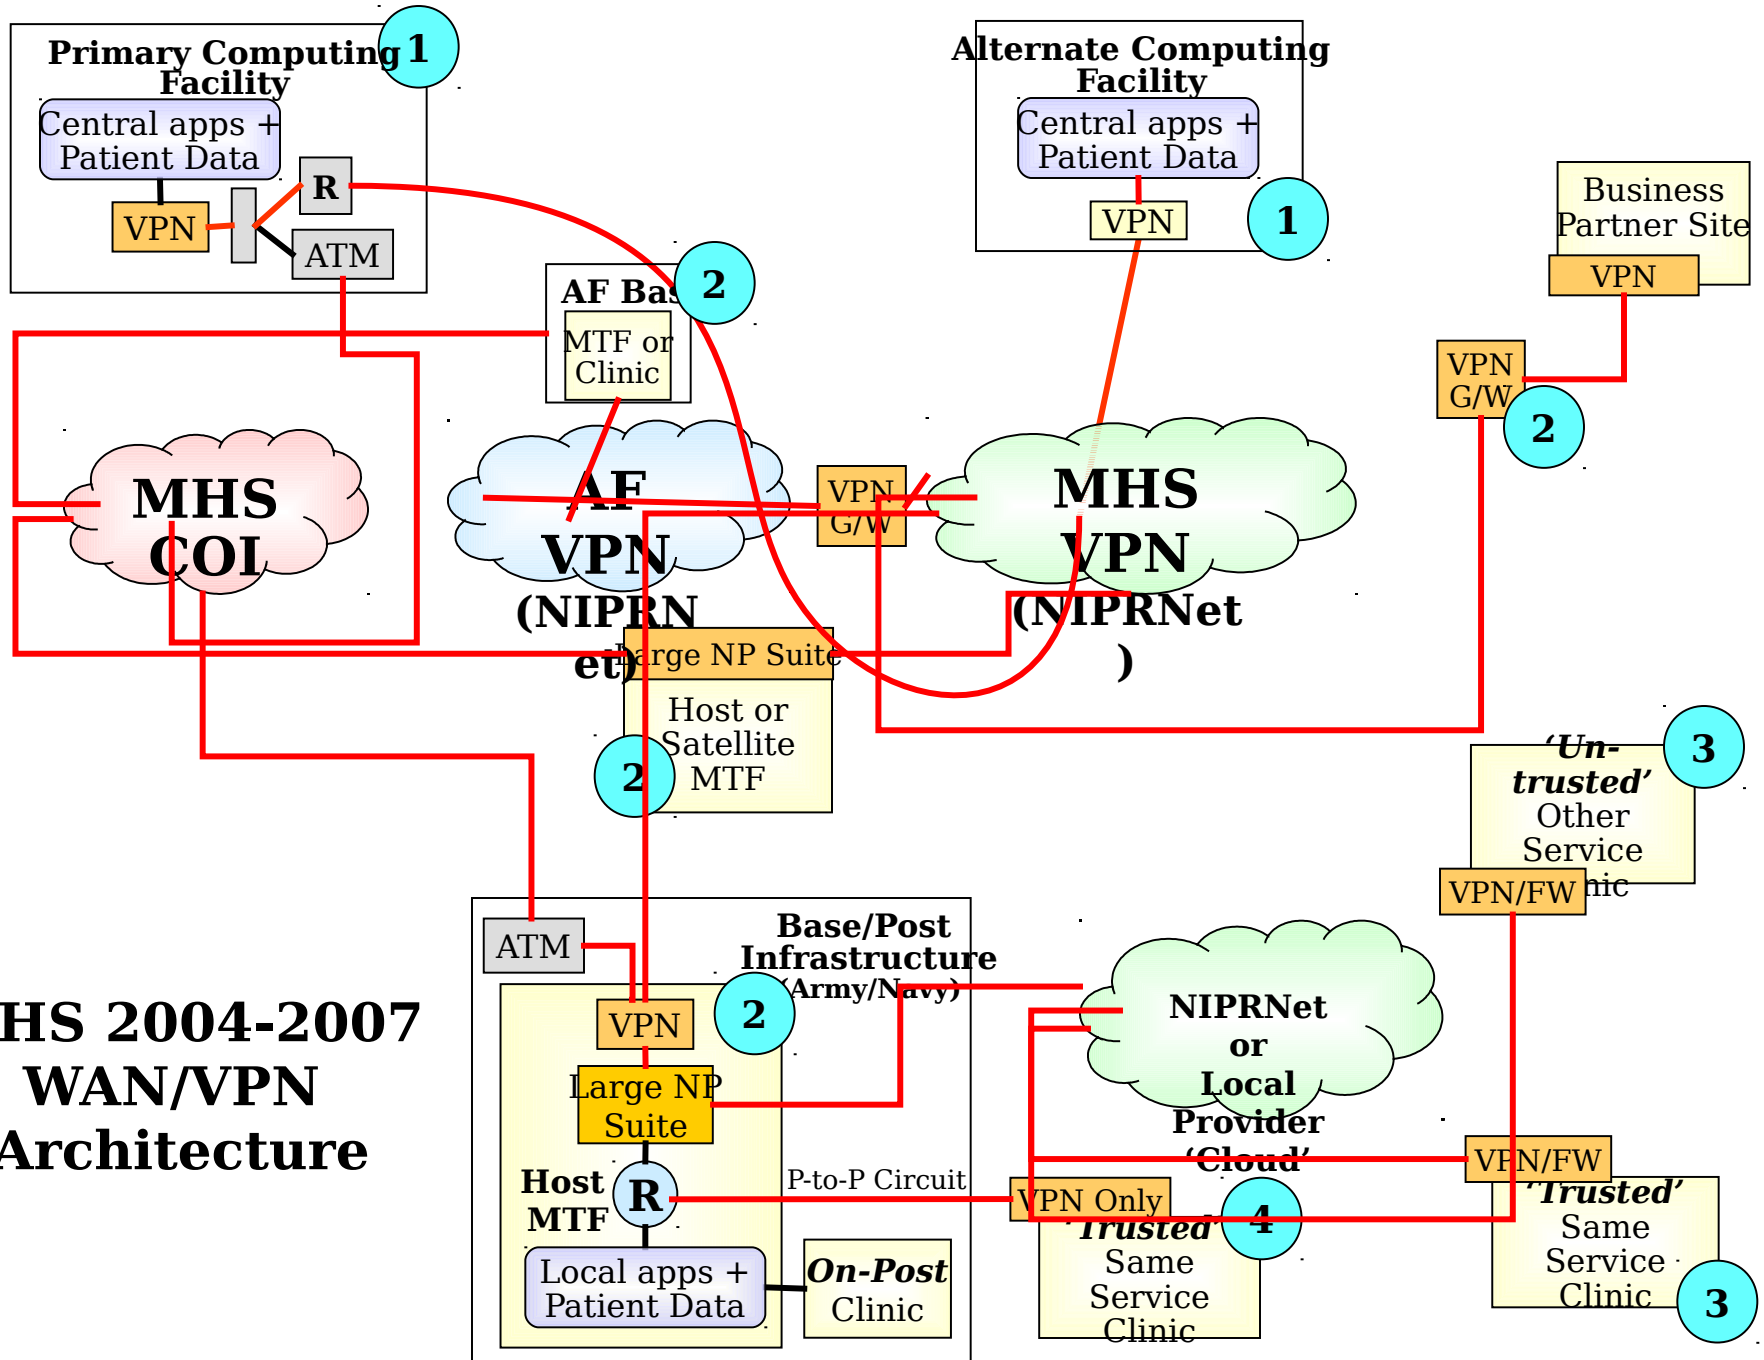 Primary Computing
Facility
1
Central apps +
Patient Data
R
VPN
ATM
Alternate Computing
Facility
Central apps +
Patient Data
VPN
1
Business
Partner Site
VPN
AF Bas
2
MTF or
Clinic
VPN
G/W
2
MHS
COI
AF
VPN
(NIPRN
et)
VPN
G/W
MHS
VPN
(NIPRNet
)
Large NP Suite
Host or
Satellite
MTF
2
‘Un-
trusted’
Other
Service
nic
3
VPN/FW
ATM
Base/Post
Infrastructure
(Army/Navy)
2
VPN
Large NP
Suite
Host
MTF
R
P-to-P Circuit
Local apps +
Patient Data
On-Post
Clinic
NIPRNet
or
Local
Provider
‘Cloud’
VPN Only
‘Trusted’
Same
Service
Clinic
4
VPN/FW
‘Trusted’
Same
Service
Clinic
3
HS 2004-2007
WAN/VPN
Architecture